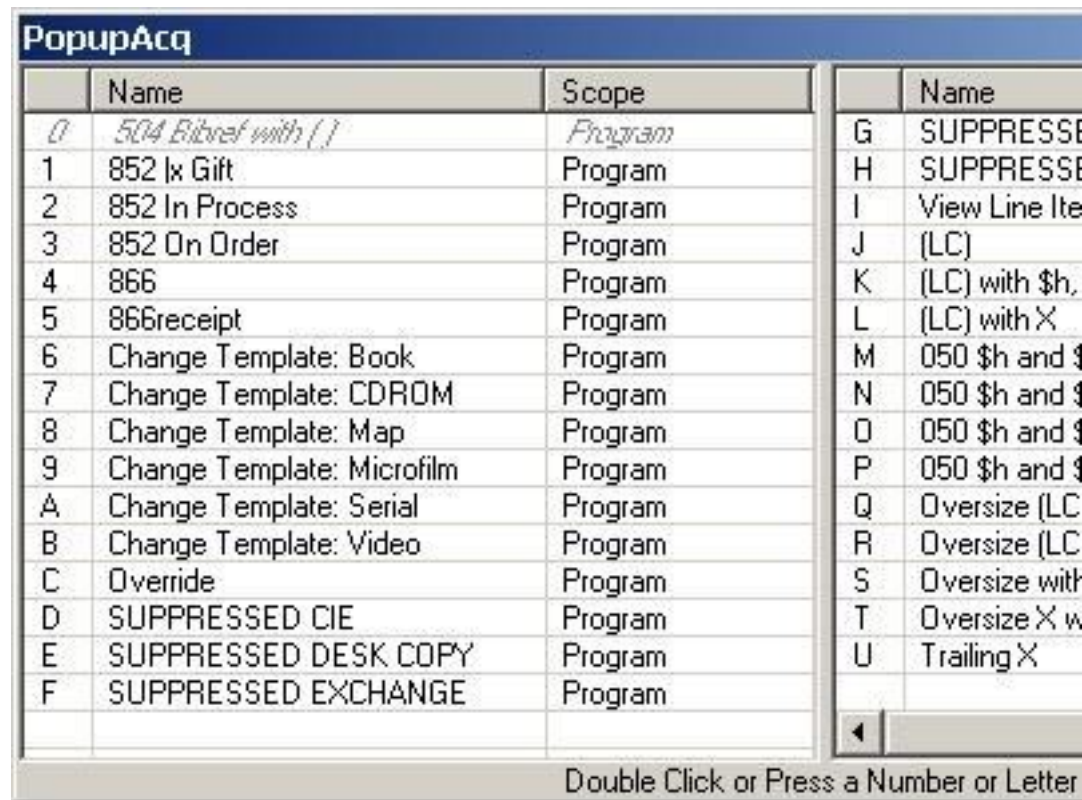 PopupAcq
Name Scope
0 504 Bibref with ( ) Program
1 852 |x Gift Program
2 852 In Process Program
3 852 On Order Program
4 866 Program
5 866receipt Program
6 Change Template: Book Program
7 Change Template: CDROM Program
8 Change Template: Map Program
9 Change Template: Microfilm Program
A Change Template: Serial Program
B Change Template: Video Program
C Override Program
D SUPPRESSED CIE Program
E SUPPRESSED DESK COPY Program
F SUPPRESSED EXCHANGE Program
Name
G SUPPRESSE
H SUPPRESSE
I View Line Ite
J (LC)
K (LC) with $h,
L (LC) with X
M 050 $h and $
N 050 $h and $
O 050 $h and $
P 050 $h and $
Q Oversize (LC
R Oversize (LC
S Oversize with
T Oversize X w
U Trailing X
Double Click or Press a Number or Letter